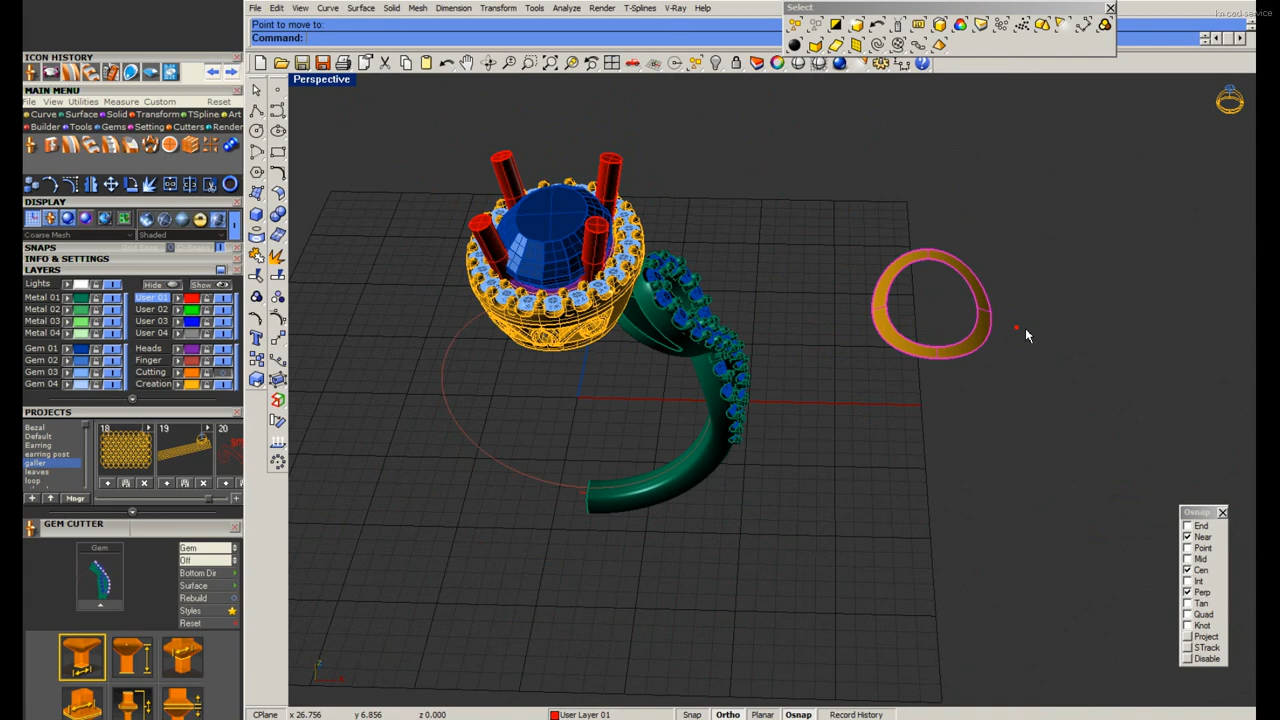 File Edit View Curve Surface Solid Mesh Dimension Transform Tools Analyze Render T-Splines V-Ray Help
Select
km cad service
Point to move to:
Command:
ICON HISTORY
MAIN MENU
File View Utilities Measure Custom Reset
Curve Surface Solid Transform TSpline Art
Builder Tools Gems Setting Cutters Render
DISPLAY
Coarse Mesh Shaded
SNAPS
INFO & SETTINGS
LAYERS
Lights Hide Show
Metal 01 User 01
Metal 02 User 02
Metal 03 User 03
Metal 04 User 04
Gem 01 Heads
Gem 02 Finger
Gem 03 Cutting
Gem 04 Creation
PROJECTS
Bezal
Default
Earring
earring post
galler
leaves
loop
18 19 20
Mngr
GEM CUTTER
Gem
Gem
Off
Bottom Dir
Surface
Rebuild
Styles
Reset
Perspective
z
x
Osnap
End
Near
Point
Mid
Cen
Int
Perp
Tan
Quad
Knot
Project
STrack
Disable
CPlane x 26.756 y 6.856 z 0.000 User Layer 01 Snap Ortho Planar Osnap Record History